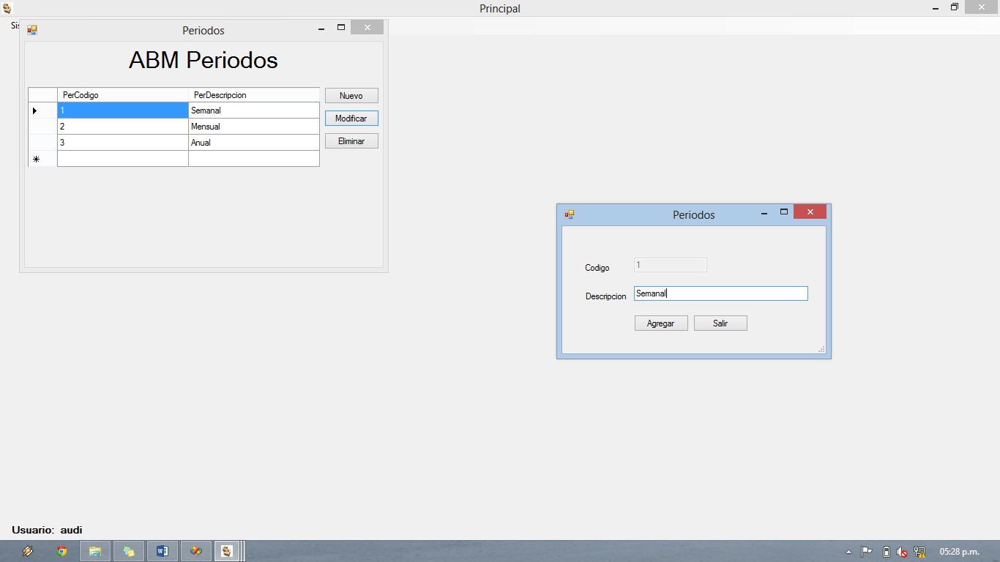 Principal
Sis
Periodos
ABM Periodos
PerCodigo PerDescripcion
1 Semanal
2 Mensual
3 Anual
Nuevo
Modificar
Eliminar
Periodos
Codigo 1
Descripcion Semanal
Agregar Salir
Usuario: audi
05:28 p.m.